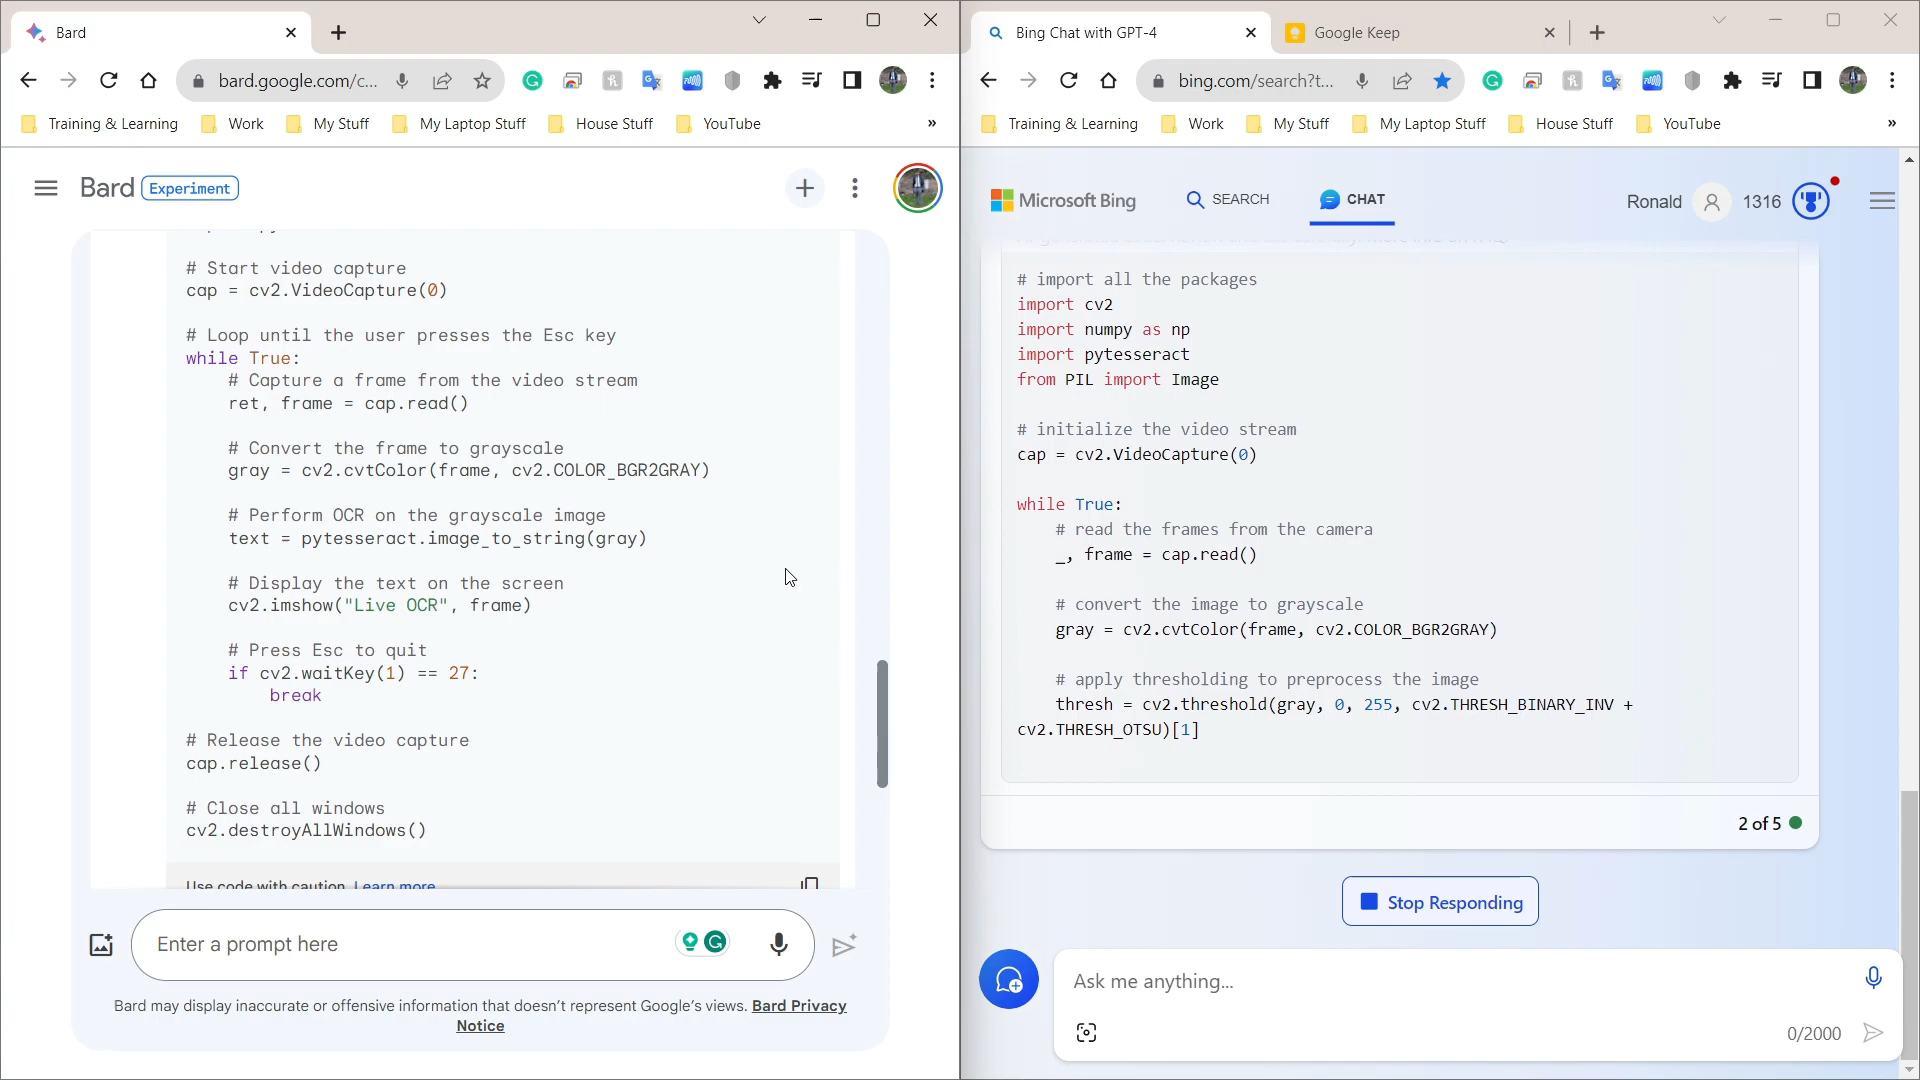 Bard
bard.google.com/c...
Training & Learning
Work
My Stuff
My Laptop Stuff
House Stuff
YouTube
»
Bard
Experiment
# Start video capture
cap = cv2.VideoCapture(0)
# Loop until the user presses the Esc key
while True:
# Capture a frame from the video stream
ret, frame = cap.read()
# Convert the frame to grayscale
gray = cv2.cvtColor(frame, cv2.COLOR_BGR2GRAY)
# Perform OCR on the grayscale image
text = pytesseract.image_to_string(gray)
# Display the text on the screen
cv2.imshow("Live OCR", frame)
# Press Esc to quit
if cv2.waitKey(1) == 27:
break
# Release the video capture
cap.release()
# Close all windows
cv2.destroyAllWindows()
Use code with caution. Learn more
Enter a prompt here
Bard may display inaccurate or offensive information that doesn't represent Google's views. Bard Privacy
Notice
Bing Chat with GPT-4
Google Keep
bing.com/search?t...
Training & Learning
Work
My Stuff
My Laptop Stuff
House Stuff
YouTube
»
Microsoft Bing
SEARCH
CHAT
Ronald
1316
# import all the packages
import cv2
import numpy as np
import pytesseract
from PIL import Image
# initialize the video stream
cap = cv2.VideoCapture(0)
while True:
# read the frames from the camera
_, frame = cap.read()
# convert the image to grayscale
gray = cv2.cvtColor(frame, cv2.COLOR_BGR2GRAY)
# apply thresholding to preprocess the image
thresh = cv2.threshold(gray, 0, 255, cv2.THRESH_BINARY_INV +
cv2.THRESH_OTSU)[1]
2 of 5
Stop Responding
Ask me anything...
0/2000